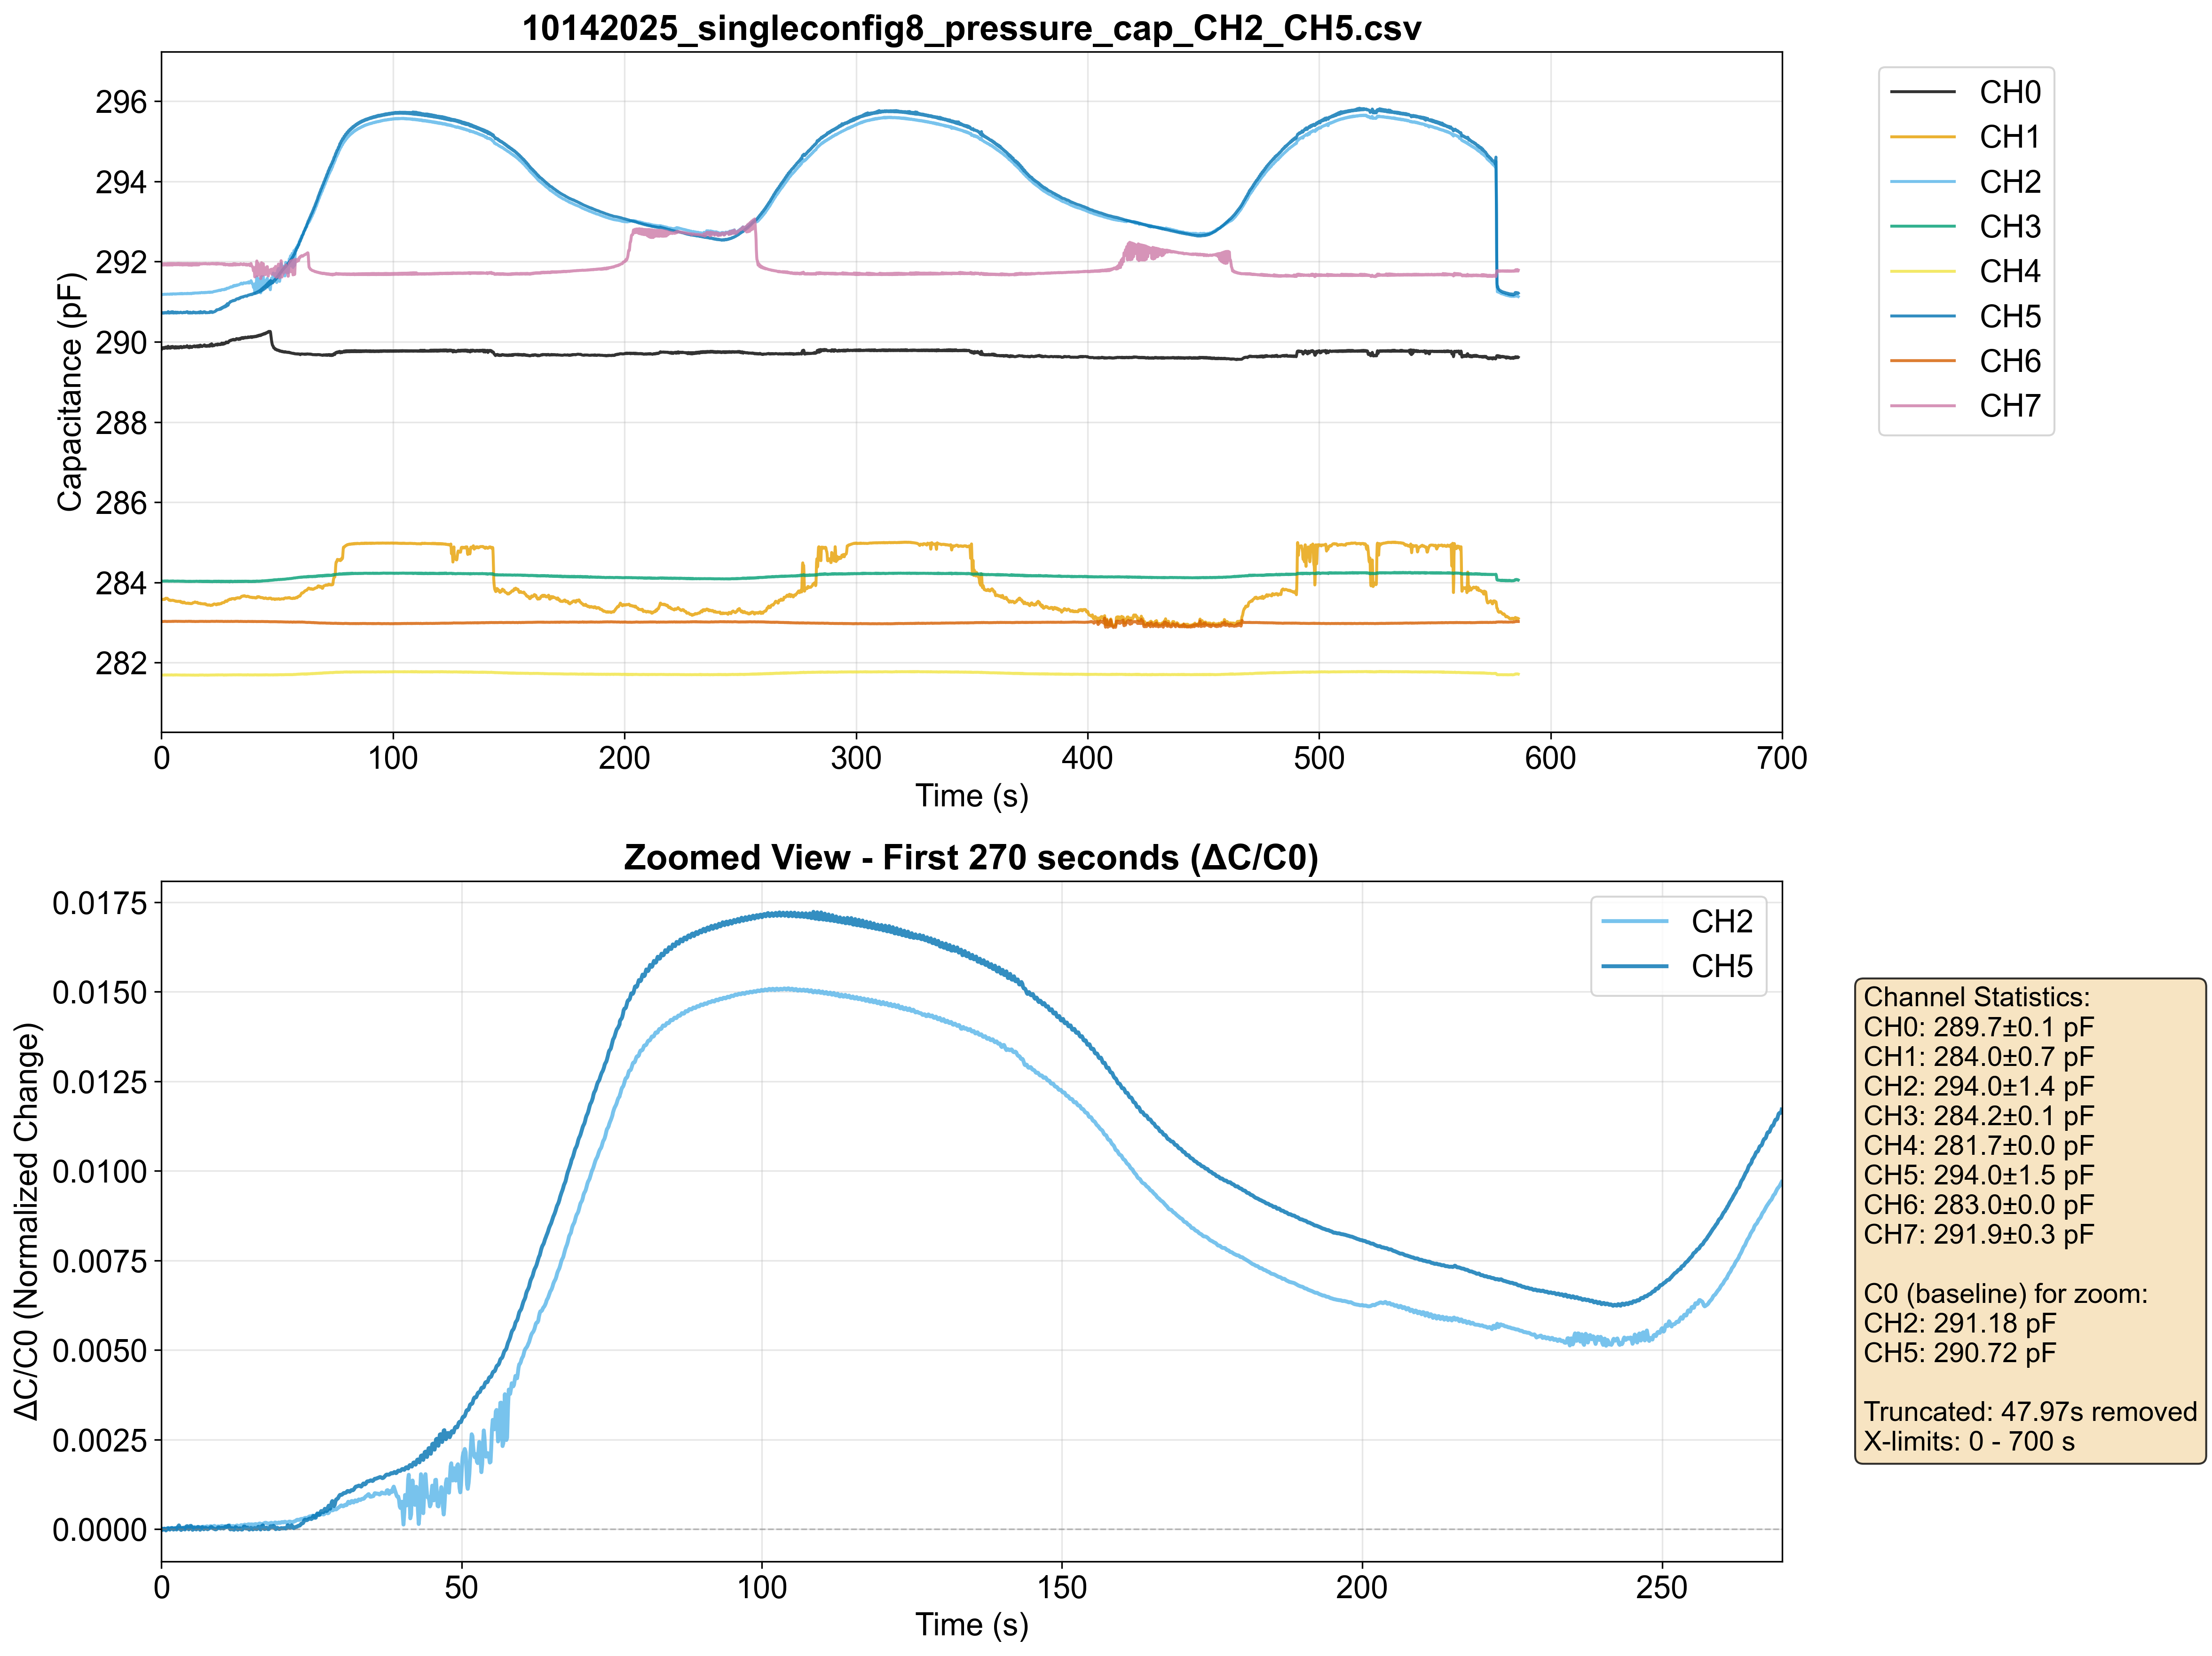 10142025_singleconfig8_pressure_cap_CH2_CH5.csv
Capacitance (pF)
296
294
292
290
288
286
284
282
0 100 200 300 400 500 600 700
Time (s)
CH0
CH1
CH2
CH3
CH4
CH5
CH6
CH7
Zoomed View - First 270 seconds (ΔC/C0)
ΔC/C0 (Normalized Change)
0.0175
0.0150
0.0125
0.0100
0.0075
0.0050
0.0025
0.0000
0 50 100 150 200 250
Time (s)
CH2
CH5
Channel Statistics:
CH0: 289.7±0.1 pF
CH1: 284.0±0.7 pF
CH2: 294.0±1.4 pF
CH3: 284.2±0.1 pF
CH4: 281.7±0.0 pF
CH5: 294.0±1.5 pF
CH6: 283.0±0.0 pF
CH7: 291.9±0.3 pF
C0 (baseline) for zoom:
CH2: 291.18 pF
CH5: 290.72 pF
Truncated: 47.97s removed
X-limits: 0 - 700 s